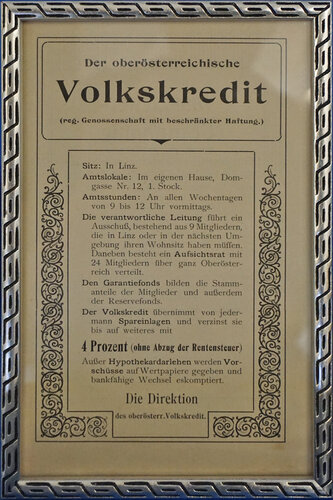 Der oberösterreichische
Volkskredit
(reg. Genossenschaft mit beschränkter Haftung.)
Sitz: In Linz.
Amtslokale: Im eigenen Hause, Dom-
gasse Nr. 12, 1. Stock.
Amtsstunden: An allen Wochentagen
von 9 bis 12 Uhr vormittags.
Die verantwortliche Leitung führt ein
Ausschuß, bestehend aus 9 Mitgliedern,
die in Linz oder in der nächsten Um-
gebung ihren Wohnsitz haben müssen.
Daneben besteht ein Aufsichtsrat mit
24 Mitgliedern über ganz Oberöster-
reich verteilt.
Den Garantiefonds bilden die Stamm-
anteile der Mitglieder und außerdem
der Reservefonds.
Der Volkskredit übernimmt von jeder-
mann Spareinlagen und verzinst sie
bis auf weiteres mit
4 Prozent (ohne Abzug der Rentensteuer)
Außer Hypothekardarlehen werden Vor-
schüsse auf Wertpapiere gegeben und
bankfähige Wechsel eskomptiert.
Die Direktion
des oberösterr. Volkskredit.